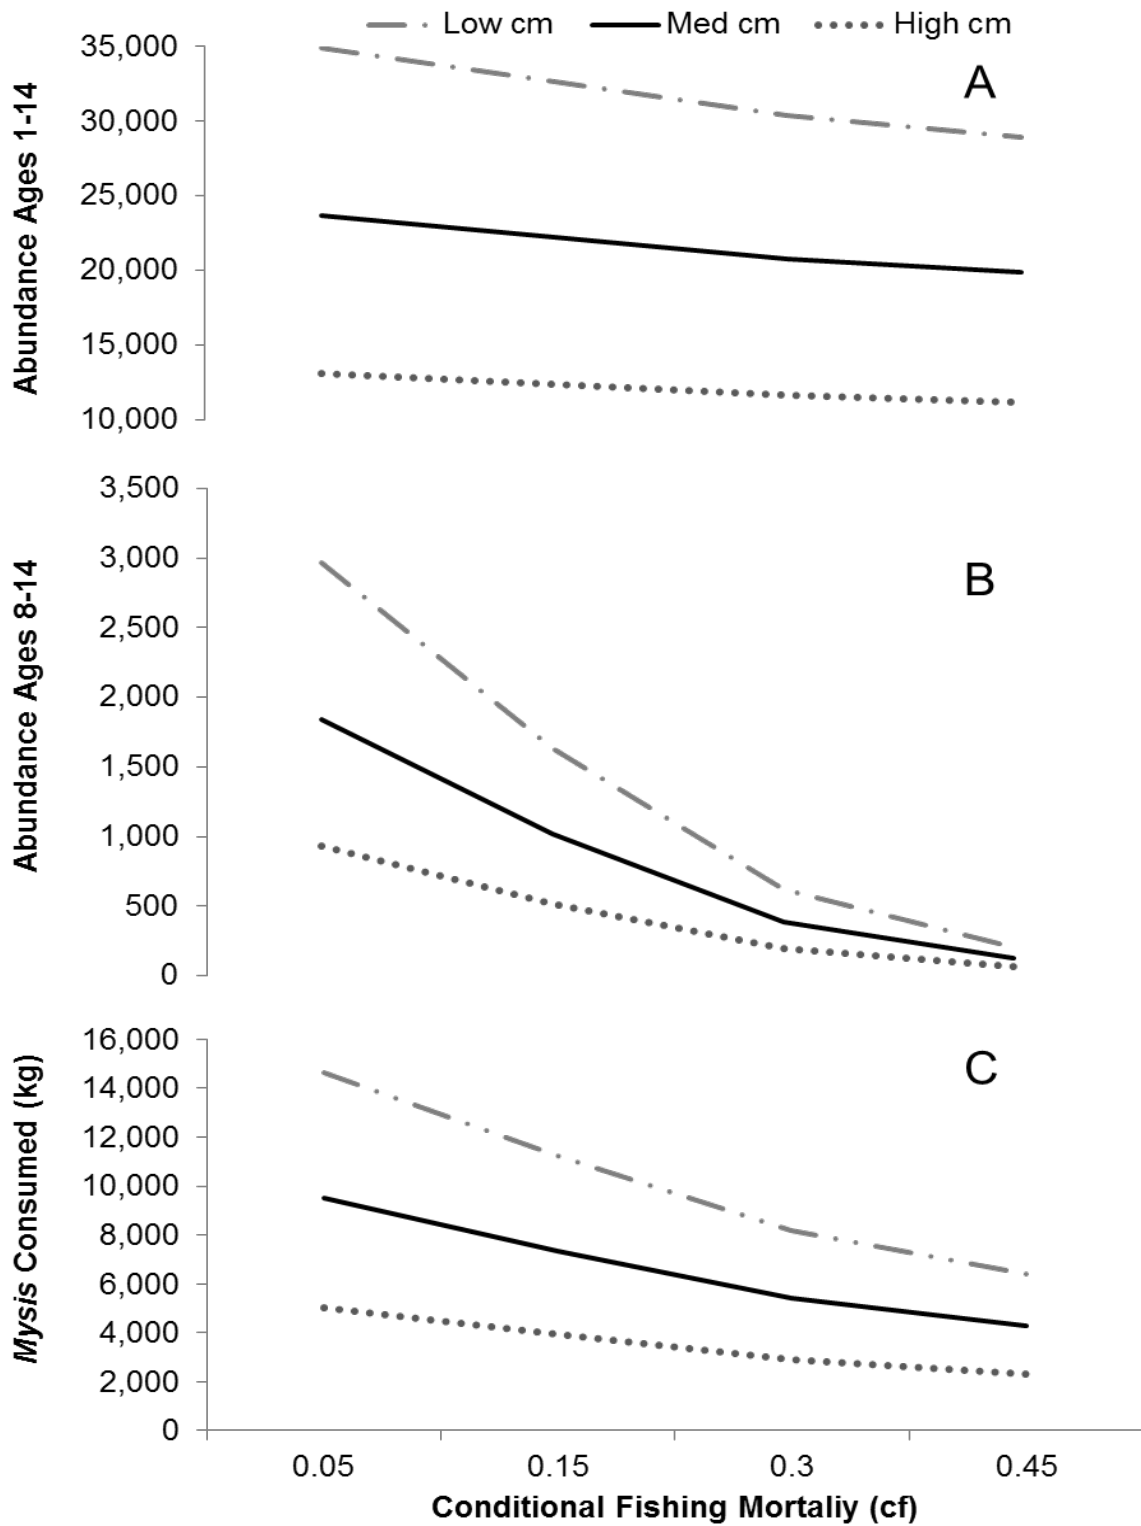 Low cm Med cm High cm
A
Abundance Ages 1-14
35,000
30,000
25,000
20,000
15,000
10,000
B
Abundance Ages 8-14
3,500
3,000
2,500
2,000
1,500
1,000
500
0
C
Mysis Consumed (kg)
16,000
14,000
12,000
10,000
8,000
6,000
4,000
2,000
0
0.05 0.15 0.3 0.45
Conditional Fishing Mortaliy (cf)